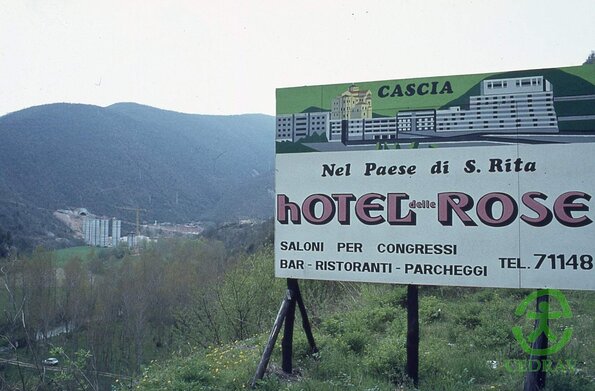 CASCIA
Nel Paese di S. Rita
hOTEL delle ROSE
SALONI PER CONGRESSI
BAR - RISTORANTI - PARCHEGGI
TEL. 71148
CEDRAV